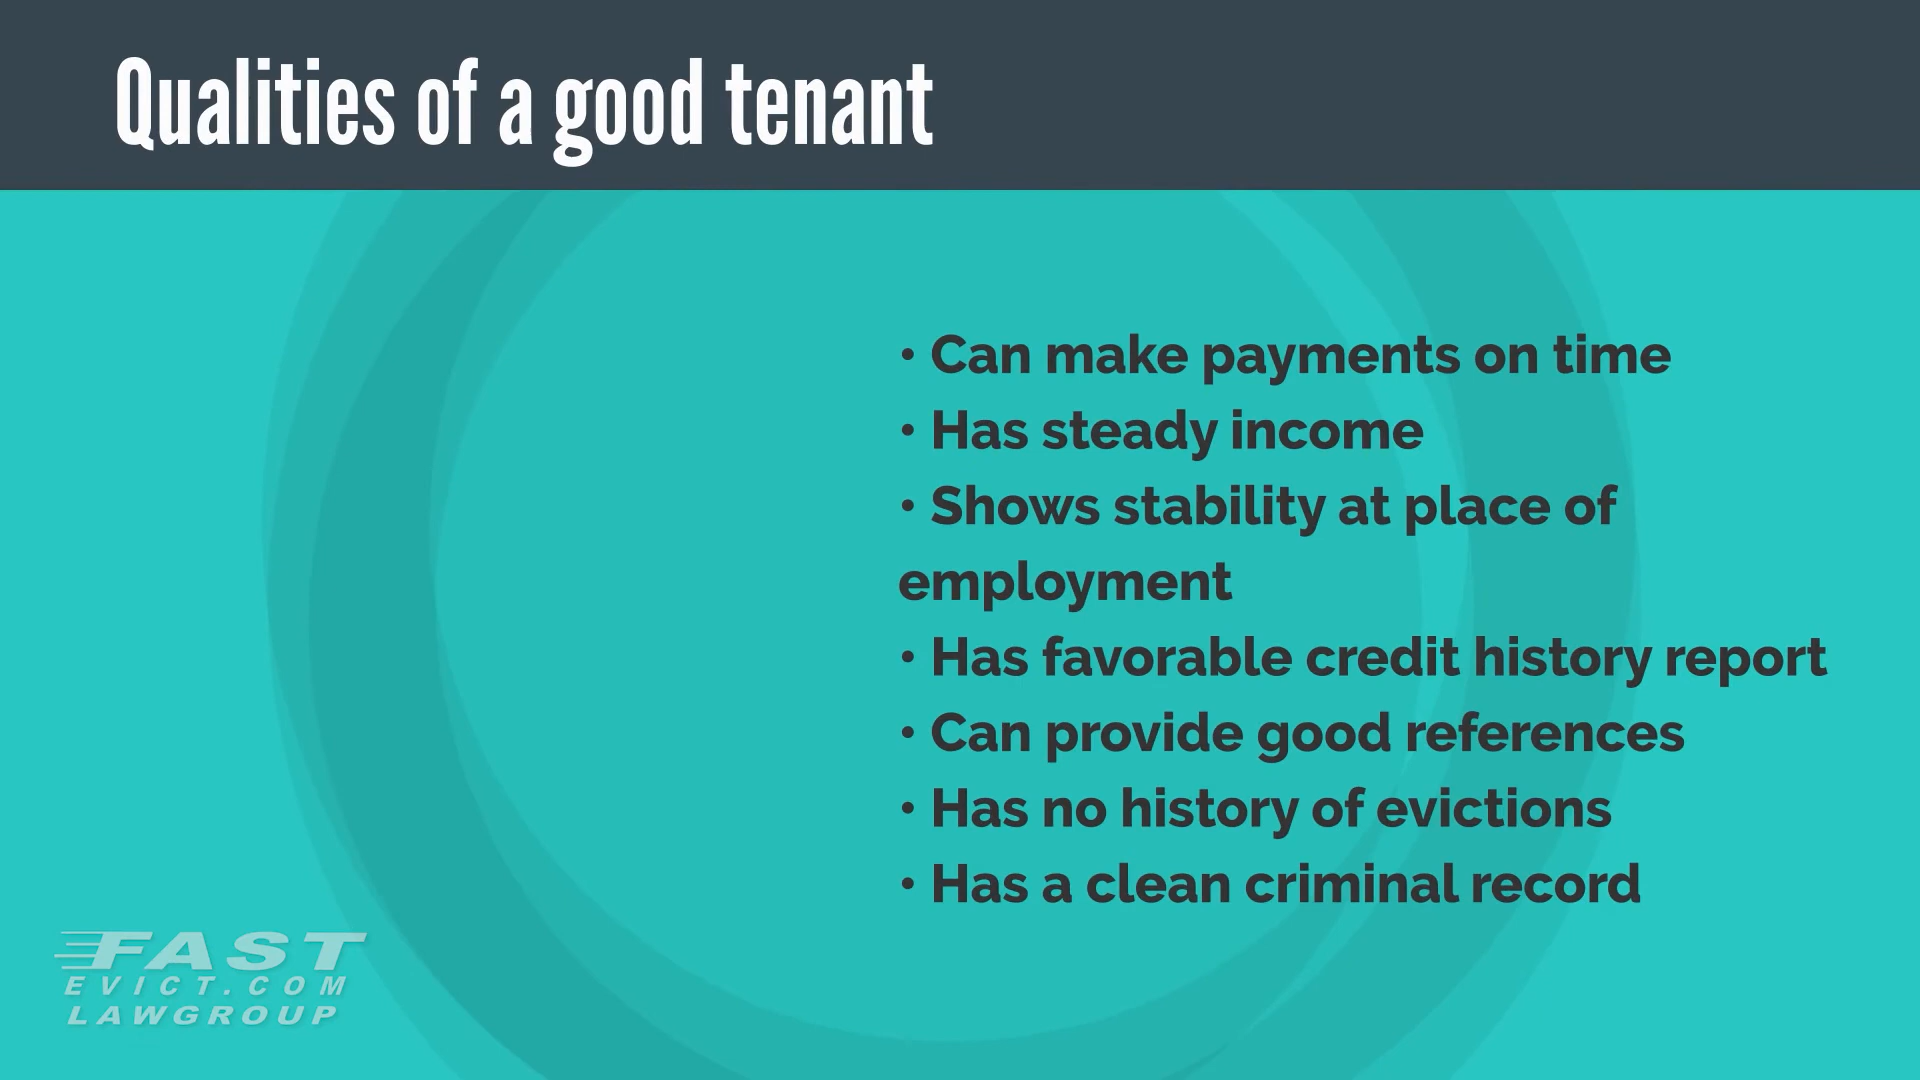 Qualities of a good tenant
• Can make payments on time
• Has steady income
• Shows stability at place of
employment
• Has favorable credit history report
• Can provide good references
• Has no history of evictions
• Has a clean criminal record
FAST
EVICT.COM
LAWGROUP